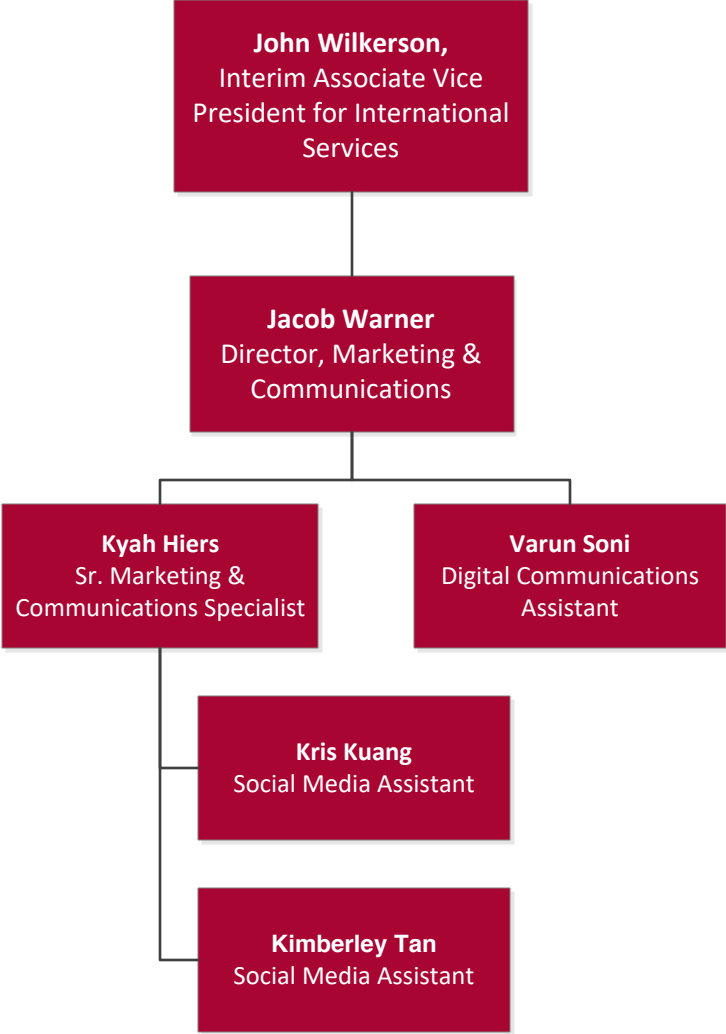 John Wilkerson,
Interim Associate Vice
President for International
Services
Jacob Warner
Director, Marketing &
Communications
Kyah Hiers
Sr. Marketing &
Communications Specialist
Varun Soni
Digital Communications
Assistant
Kris Kuang
Social Media Assistant
Kimberley Tan
Social Media Assistant